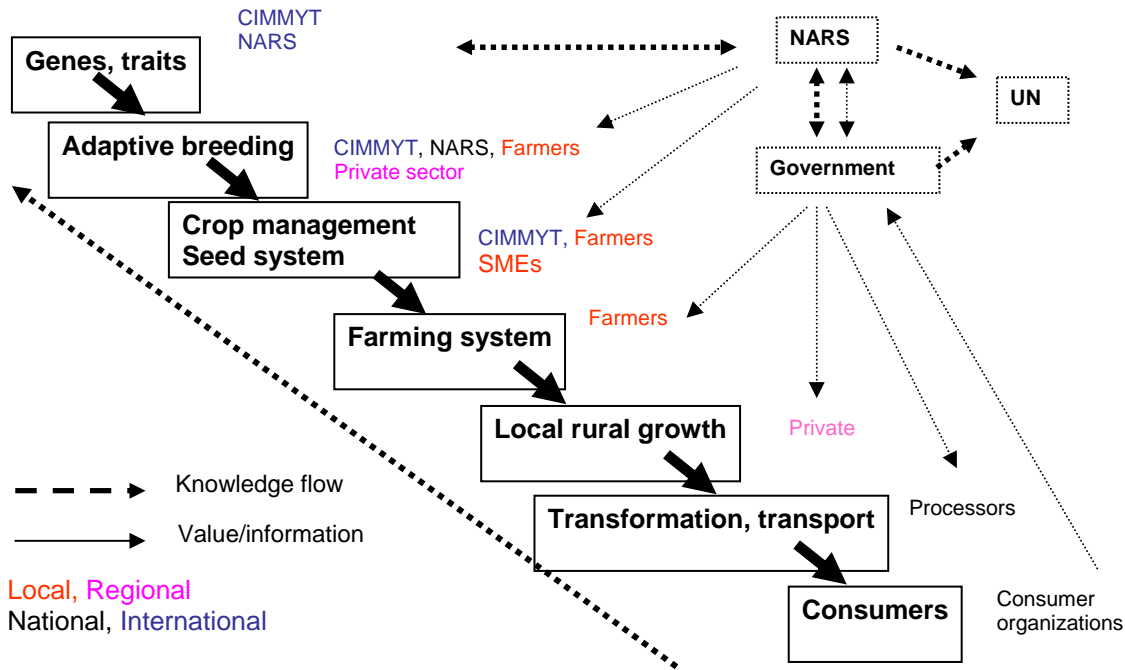 CIMMYT
NARS
NARS
Genes, traits
UN
Adaptive breeding
CIMMYT, NARS, Farmers
Private sector
Government
Crop management
Seed system
CIMMYT, Farmers
SMEs
Farming system
Farmers
Local rural growth
Private
Knowledge flow
Value/information
Transformation, transport
Processors
Local, Regional
National, International
Consumers
Consumer
organizations